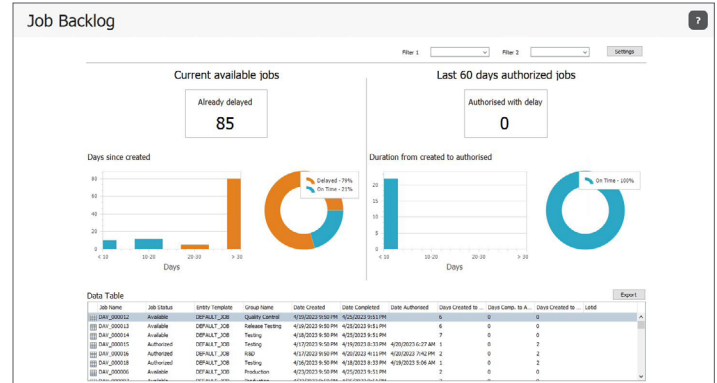 Job Backlog
?
Filter 1 Filter 2 Settings
Current available jobs
Last 60 days authorized jobs
Already delayed
85
Authorised with delay
0
Days since created
Duration from created to authorised
Delayed - 79%
On Time - 21%
On Time - 100%
80
60
40
20
0
< 10 10-20 20-30 > 30
Days
20
15
10
5
0
< 10 10-20 20-30 > 30
Days
Data Table
Export
Job Name Job Status Entity Template Group Name Date Created Date Completed Date Authorised Days Created to ... Days Comp. to A... Days Created to ... LabId
DAV_000012 Available DEFAULT_JOB Quality Control 4/19/2023 9:50 PM 4/25/2023 9:51 PM 6 0 0
DAV_000013 Available DEFAULT_JOB Release Testing 4/19/2023 9:50 PM 4/25/2023 9:51 PM 6 0 0
DAV_000014 Available DEFAULT_JOB Testing 4/18/2023 9:50 PM 4/25/2023 9:51 PM 7 0 0
DAV_000015 Authorized DEFAULT_JOB Testing 4/17/2023 9:50 PM 4/19/2023 8:33 PM 4/20/2023 6:27 AM 1 0 2
DAV_000016 Authorized DEFAULT_JOB R&D 4/17/2023 9:50 PM 4/20/2023 4:11 PM 4/20/2023 7:42 PM 2 0 2
DAV_000018 Authorized DEFAULT_JOB Testing 4/16/2023 9:50 PM 4/18/2023 8:33 PM 4/19/2023 9:06 AM 1 0 2
DAV_000006 Available DEFAULT_JOB Production 4/23/2023 9:50 PM 4/25/2023 9:51 PM 2 0 0